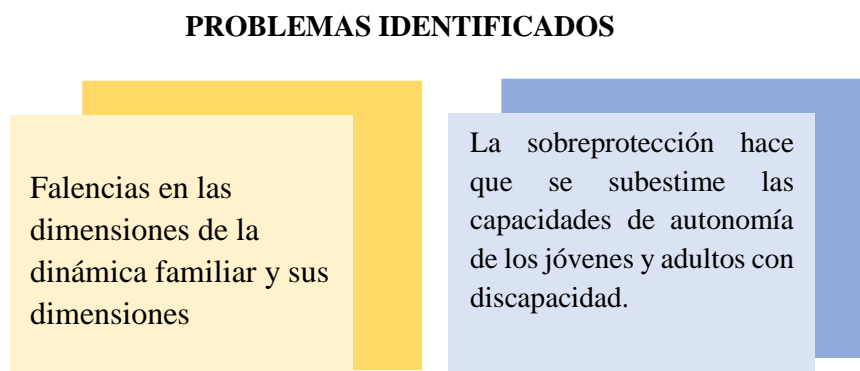 PROBLEMAS IDENTIFICADOS
Falencias en las
dimensiones de la
dinámica familiar y sus
dimensiones
La sobreprotección hace
que se subestime las
capacidades de autonomía
de los jóvenes y adultos con
discapacidad.